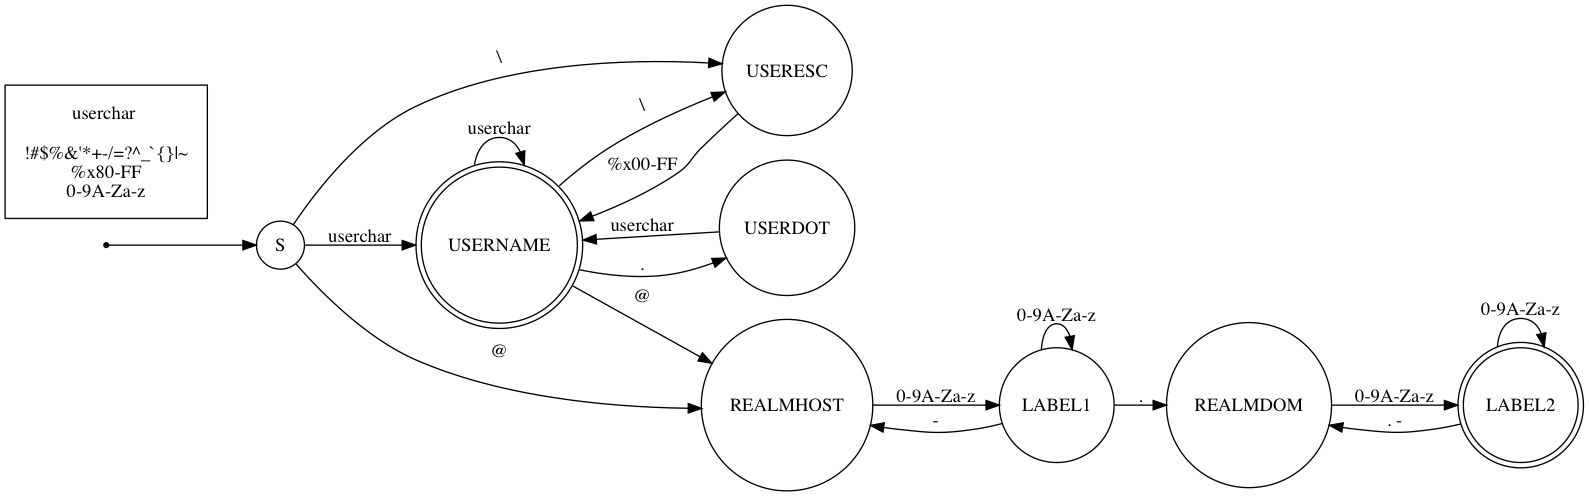 userchar
!#$%&'*+-/=?^_`{}|~
%x80-FF
0-9A-Za-z
\
USERESC
\
userchar
%x00-FF
userchar
USERDOT
S
userchar
USERNAME
.
@
@
0-9A-Za-z
0-9A-Za-z
REALMHOST
0-9A-Za-z
-
LABEL1
.
REALMDOM
0-9A-Za-z
. -
LABEL2